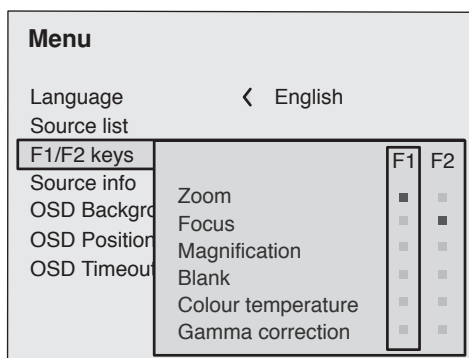 Menu
Language English
Source list
F1/F2 keys
Source info
OSD Backgro
OSD Position
OSD Timeout
F1 F2
Zoom
Focus
Magnification
Blank
Colour temperature
Gamma correction